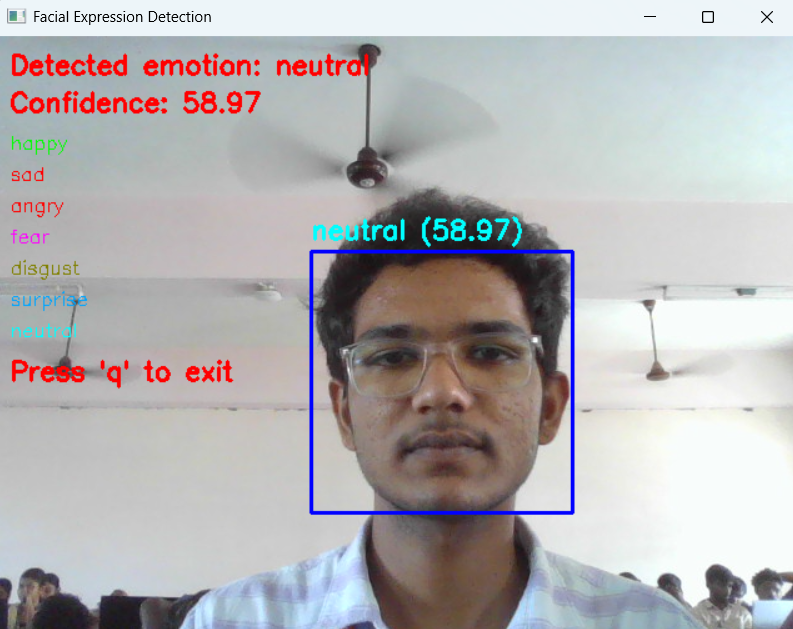 Facial Expression Detection
Detected emotion: neutral
Confidence: 58.97
happy
sad
angry
fear
disgust
surprise
neutral
Press 'q' to exit
neutral (58.97)